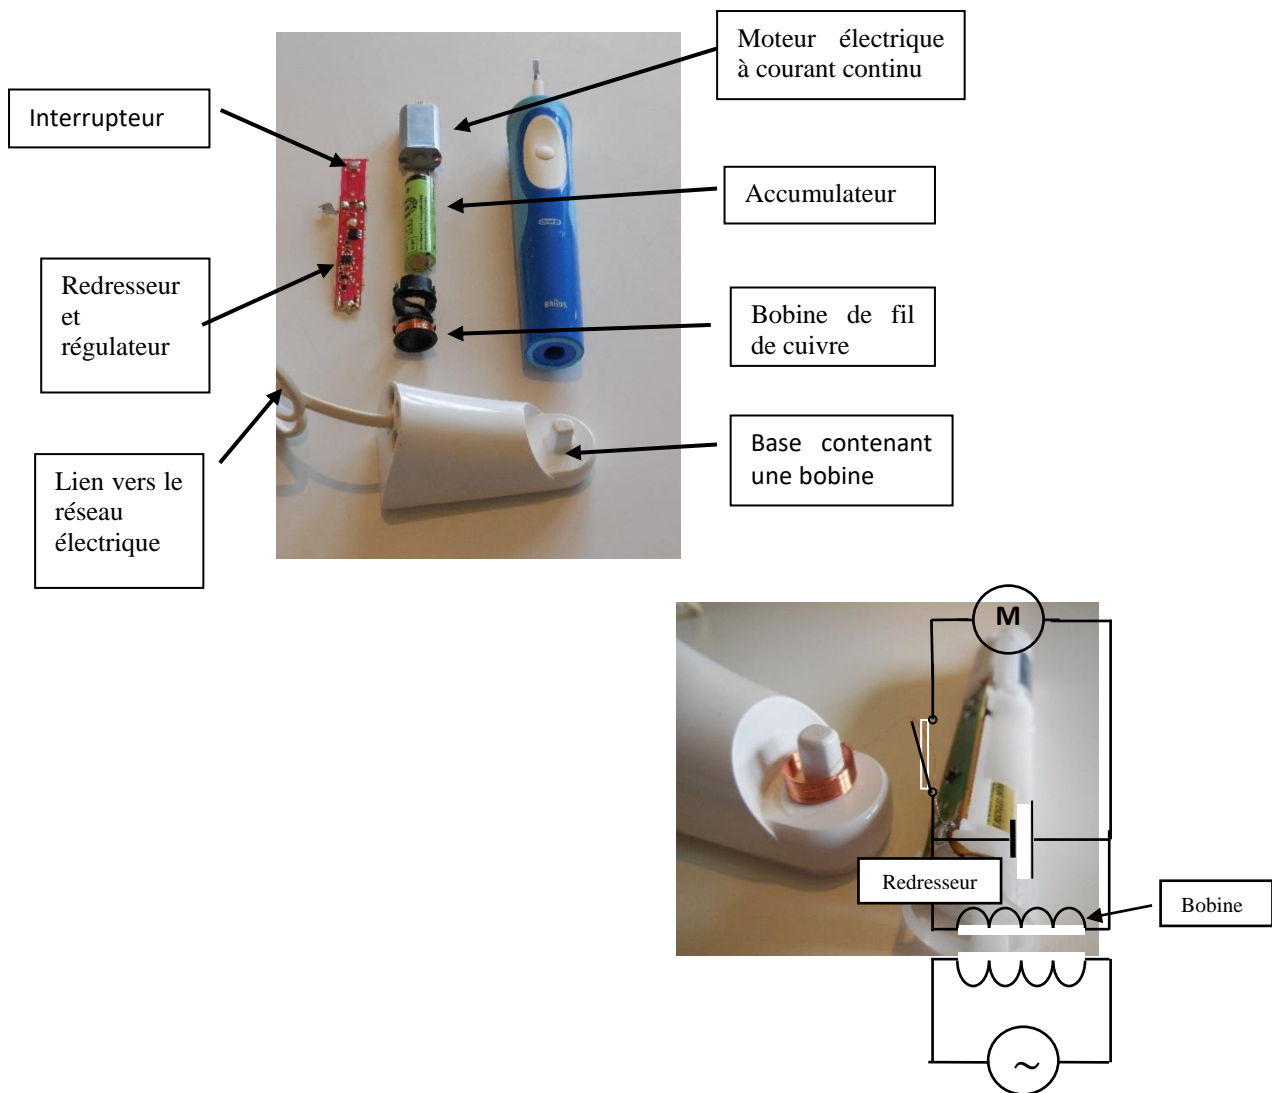 Moteur électrique
à courant continu
Interrupteur
Accumulateur
Redresseur
et
régulateur
Bobine de fil
de cuivre
BRAUN
Lien vers le
réseau
électrique
Base contenant
une bobine
M
Redresseur
Bobine
~